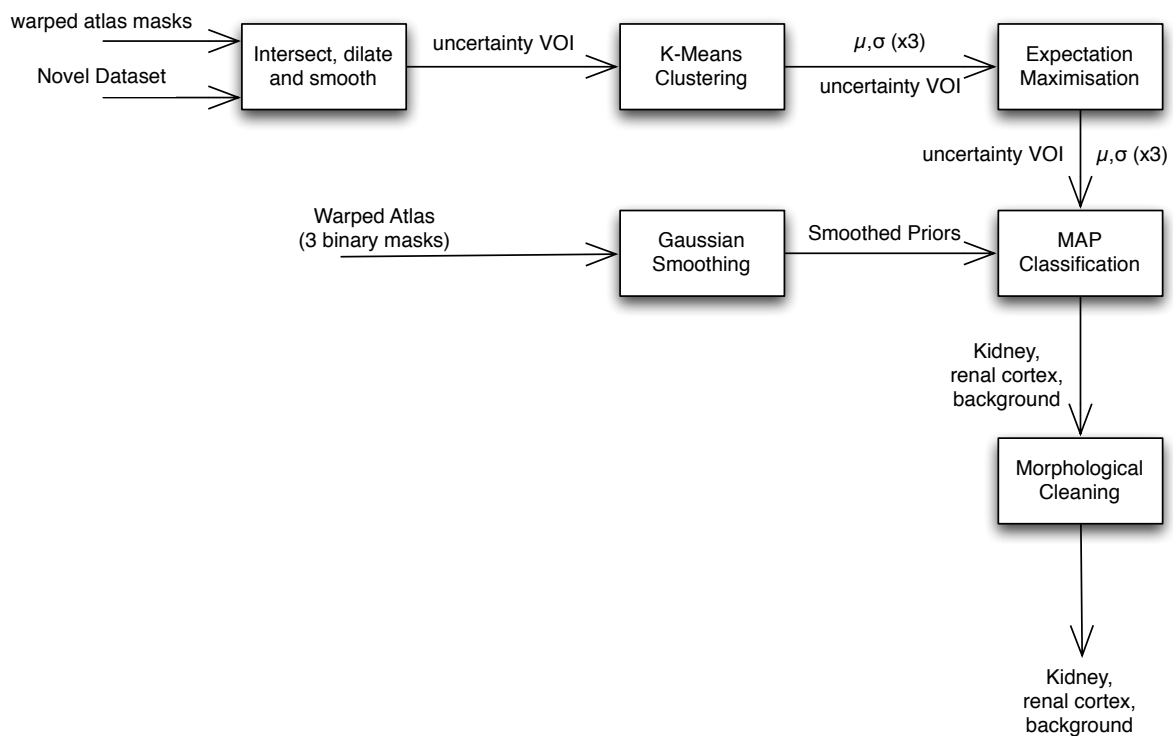 warped atlas masks
Novel Dataset
Intersect, dilate
and smooth
uncertainty VOI
K-Means
Clustering
μ,σ (x3)
uncertainty VOI
Expectation
Maximisation
uncertainty VOI
μ,σ (x3)
Warped Atlas
(3 binary masks)
Gaussian
Smoothing
Smoothed Priors
MAP
Classification
Kidney,
renal cortex,
background
Morphological
Cleaning
Kidney,
renal cortex,
background